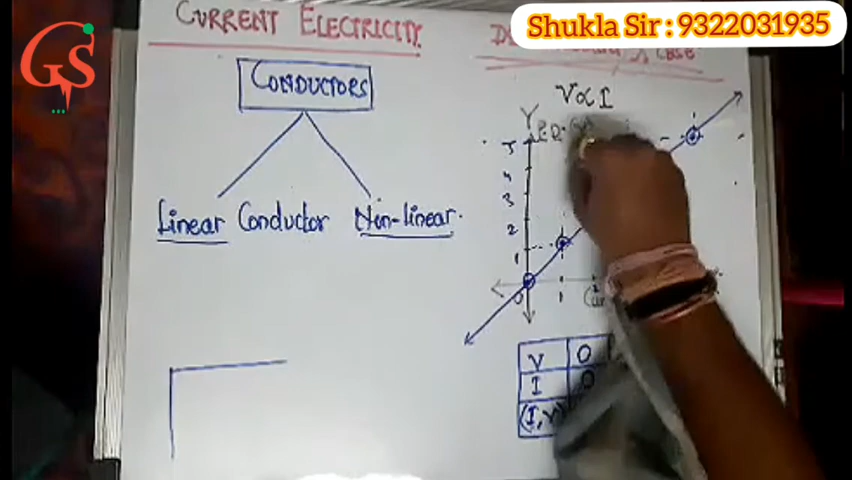 Shukla Sir : 9322031935
GS
CURRENT ELECTRICITY
CONDUCTORS
Linear Conductor Non-linear.
V∝I
Y
P.D. (V)
5
4
3
2
1
0
1
2
V 0
I 0
(I,V)